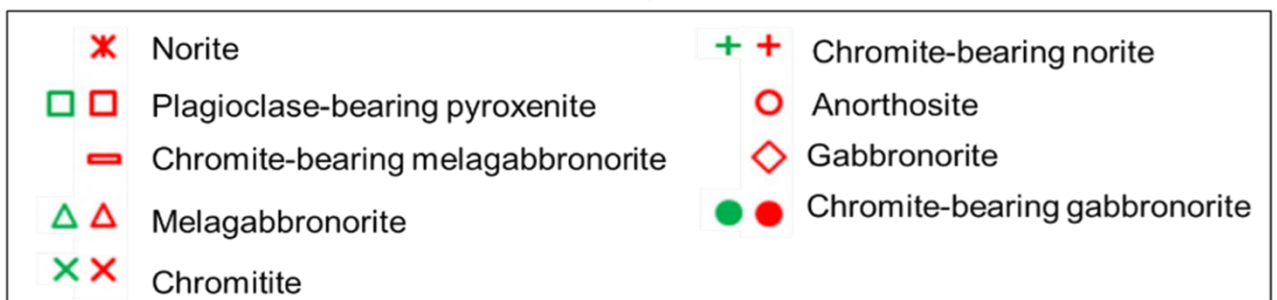 Norite
Plagioclase-bearing pyroxenite
Chromite-bearing melagabbronorite
Melagabbronorite
Chromitite
Chromite-bearing norite
Anorthosite
Gabbronorite
Chromite-bearing gabbronorite